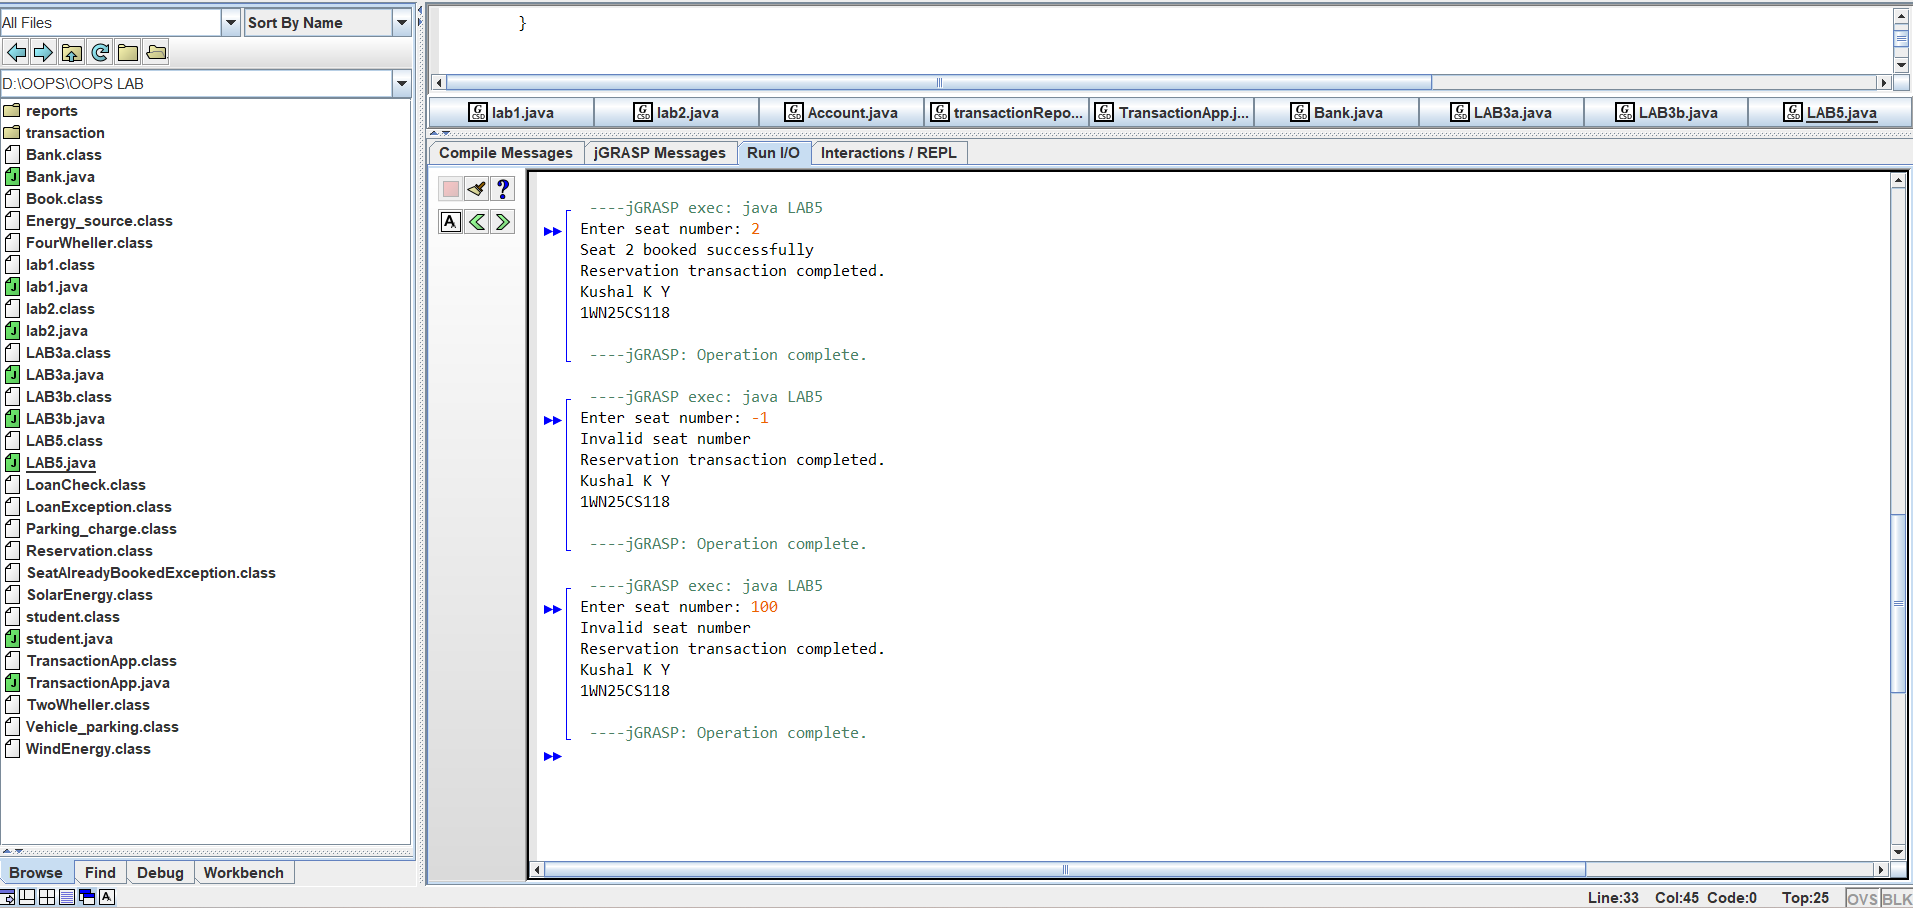 All Files
Sort By Name
D:\OOPS\OOPS LAB
reports
transaction
Bank.class
Bank.java
Book.class
Energy_source.class
FourWheller.class
lab1.class
lab1.java
lab2.class
lab2.java
LAB3a.class
LAB3a.java
LAB3b.class
LAB3b.java
LAB5.class
LAB5.java
LoanCheck.class
LoanException.class
Parking_charge.class
Reservation.class
SeatAlreadyBookedException.class
SolarEnergy.class
student.class
student.java
TransactionApp.class
TransactionApp.java
TwoWheller.class
Vehicle_parking.class
WindEnergy.class
Browse Find Debug Workbench
}
lab1.java lab2.java Account.java transactionRepo... TransactionApp.j... Bank.java LAB3a.java LAB3b.java LAB5.java
Compile Messages jGRASP Messages Run I/O Interactions / REPL
----jGRASP exec: java LAB5
Enter seat number: 2
Seat 2 booked successfully
Reservation transaction completed.
Kushal K Y
1WN25CS118
----jGRASP: Operation complete.
----jGRASP exec: java LAB5
Enter seat number: -1
Invalid seat number
Reservation transaction completed.
Kushal K Y
1WN25CS118
----jGRASP: Operation complete.
----jGRASP exec: java LAB5
Enter seat number: 100
Invalid seat number
Reservation transaction completed.
Kushal K Y
1WN25CS118
----jGRASP: Operation complete.
Line:33 Col:45 Code:0 Top:25 OVS BLK